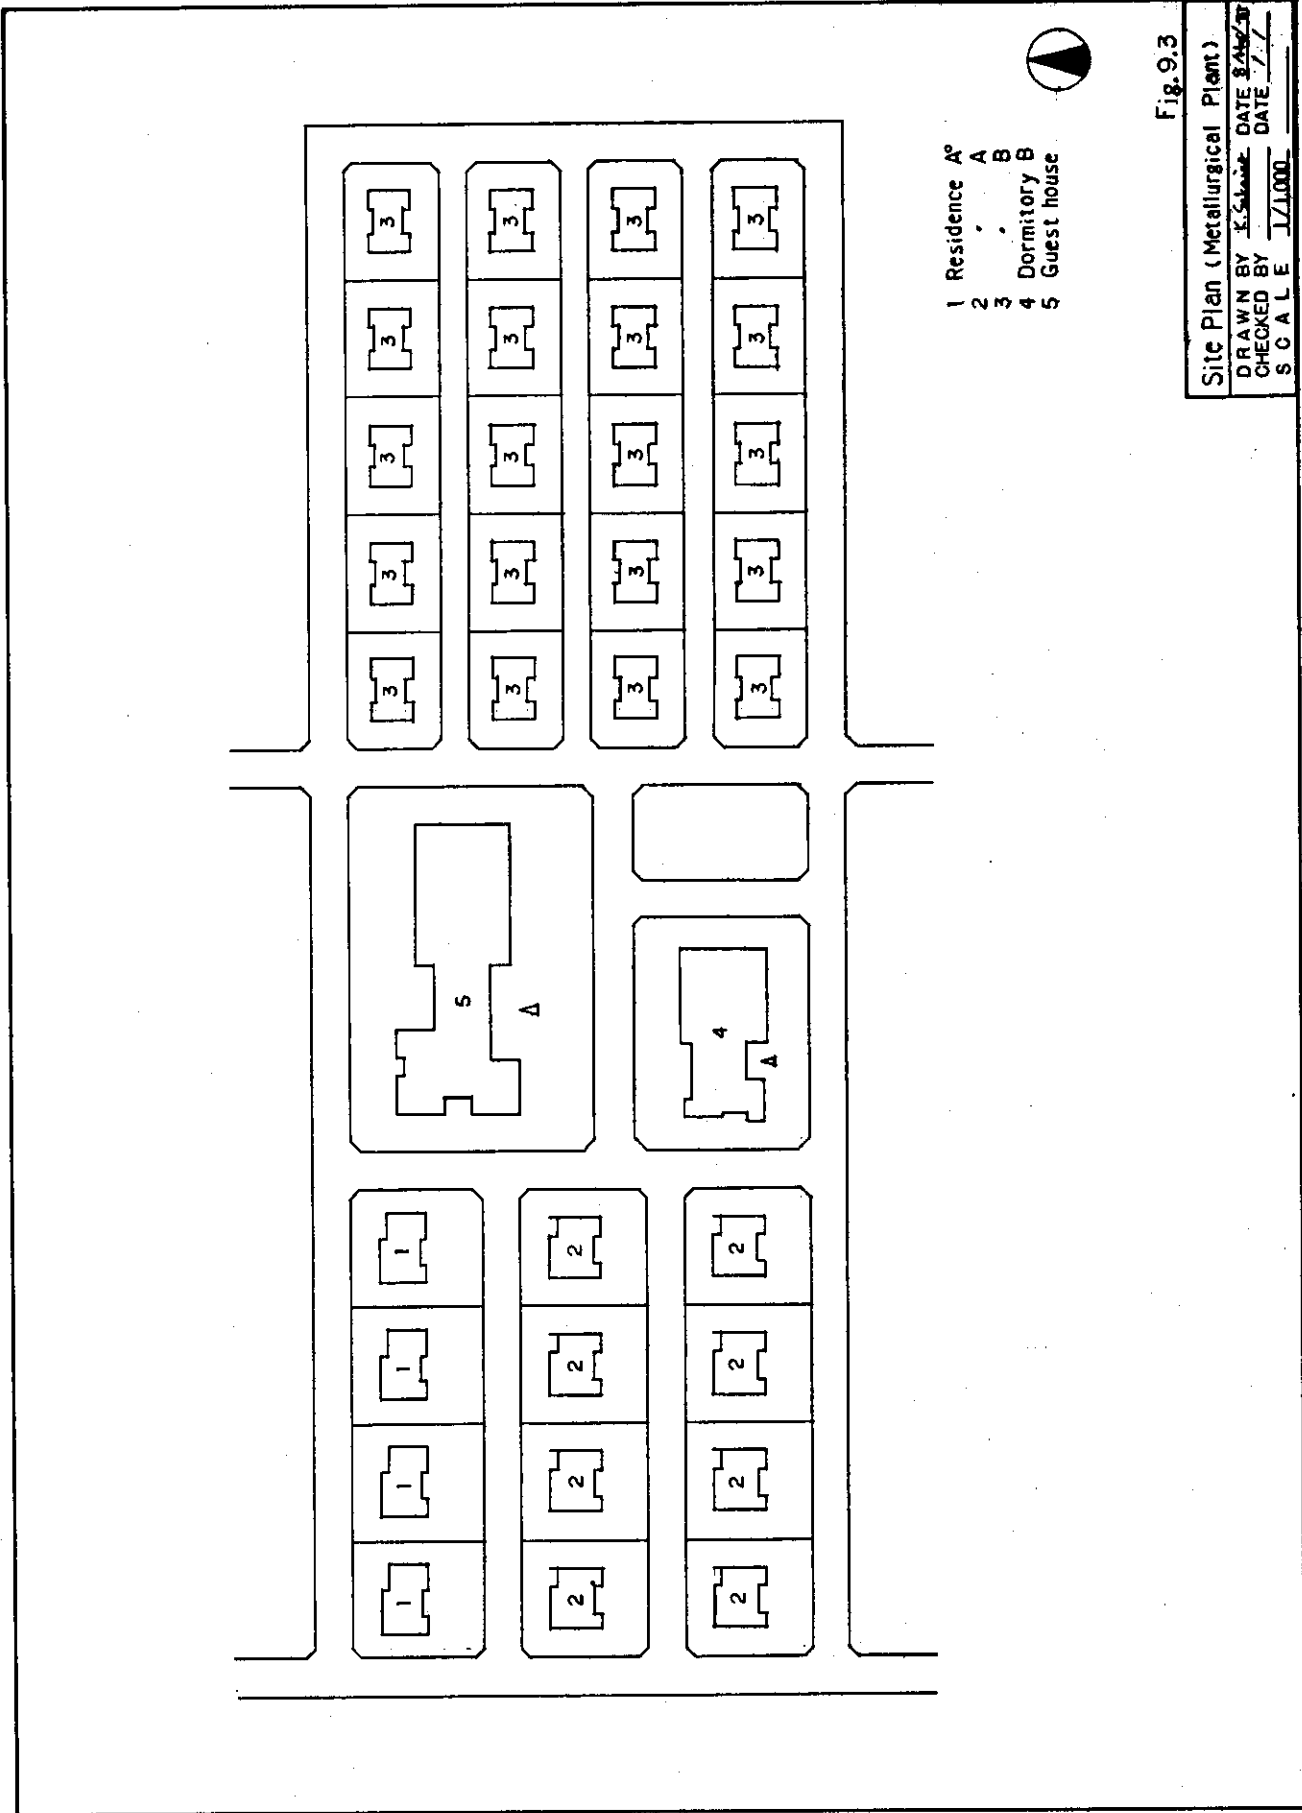 3 3 3 3 3
3 3 3 3 3
3 3 3 3 3
3 3 3 3 3
5
4
1 1 1 1
2 2 2 2
2 2 2 2
1 Residence A°
2 〃 A
3 〃 B
4 Dormitory B
5 Guest house
Fig. 9.3
Site Plan (Metallurgical Plant)
DRAWN BY DATE
CHECKED BY DATE / /
SCALE 1/1,000